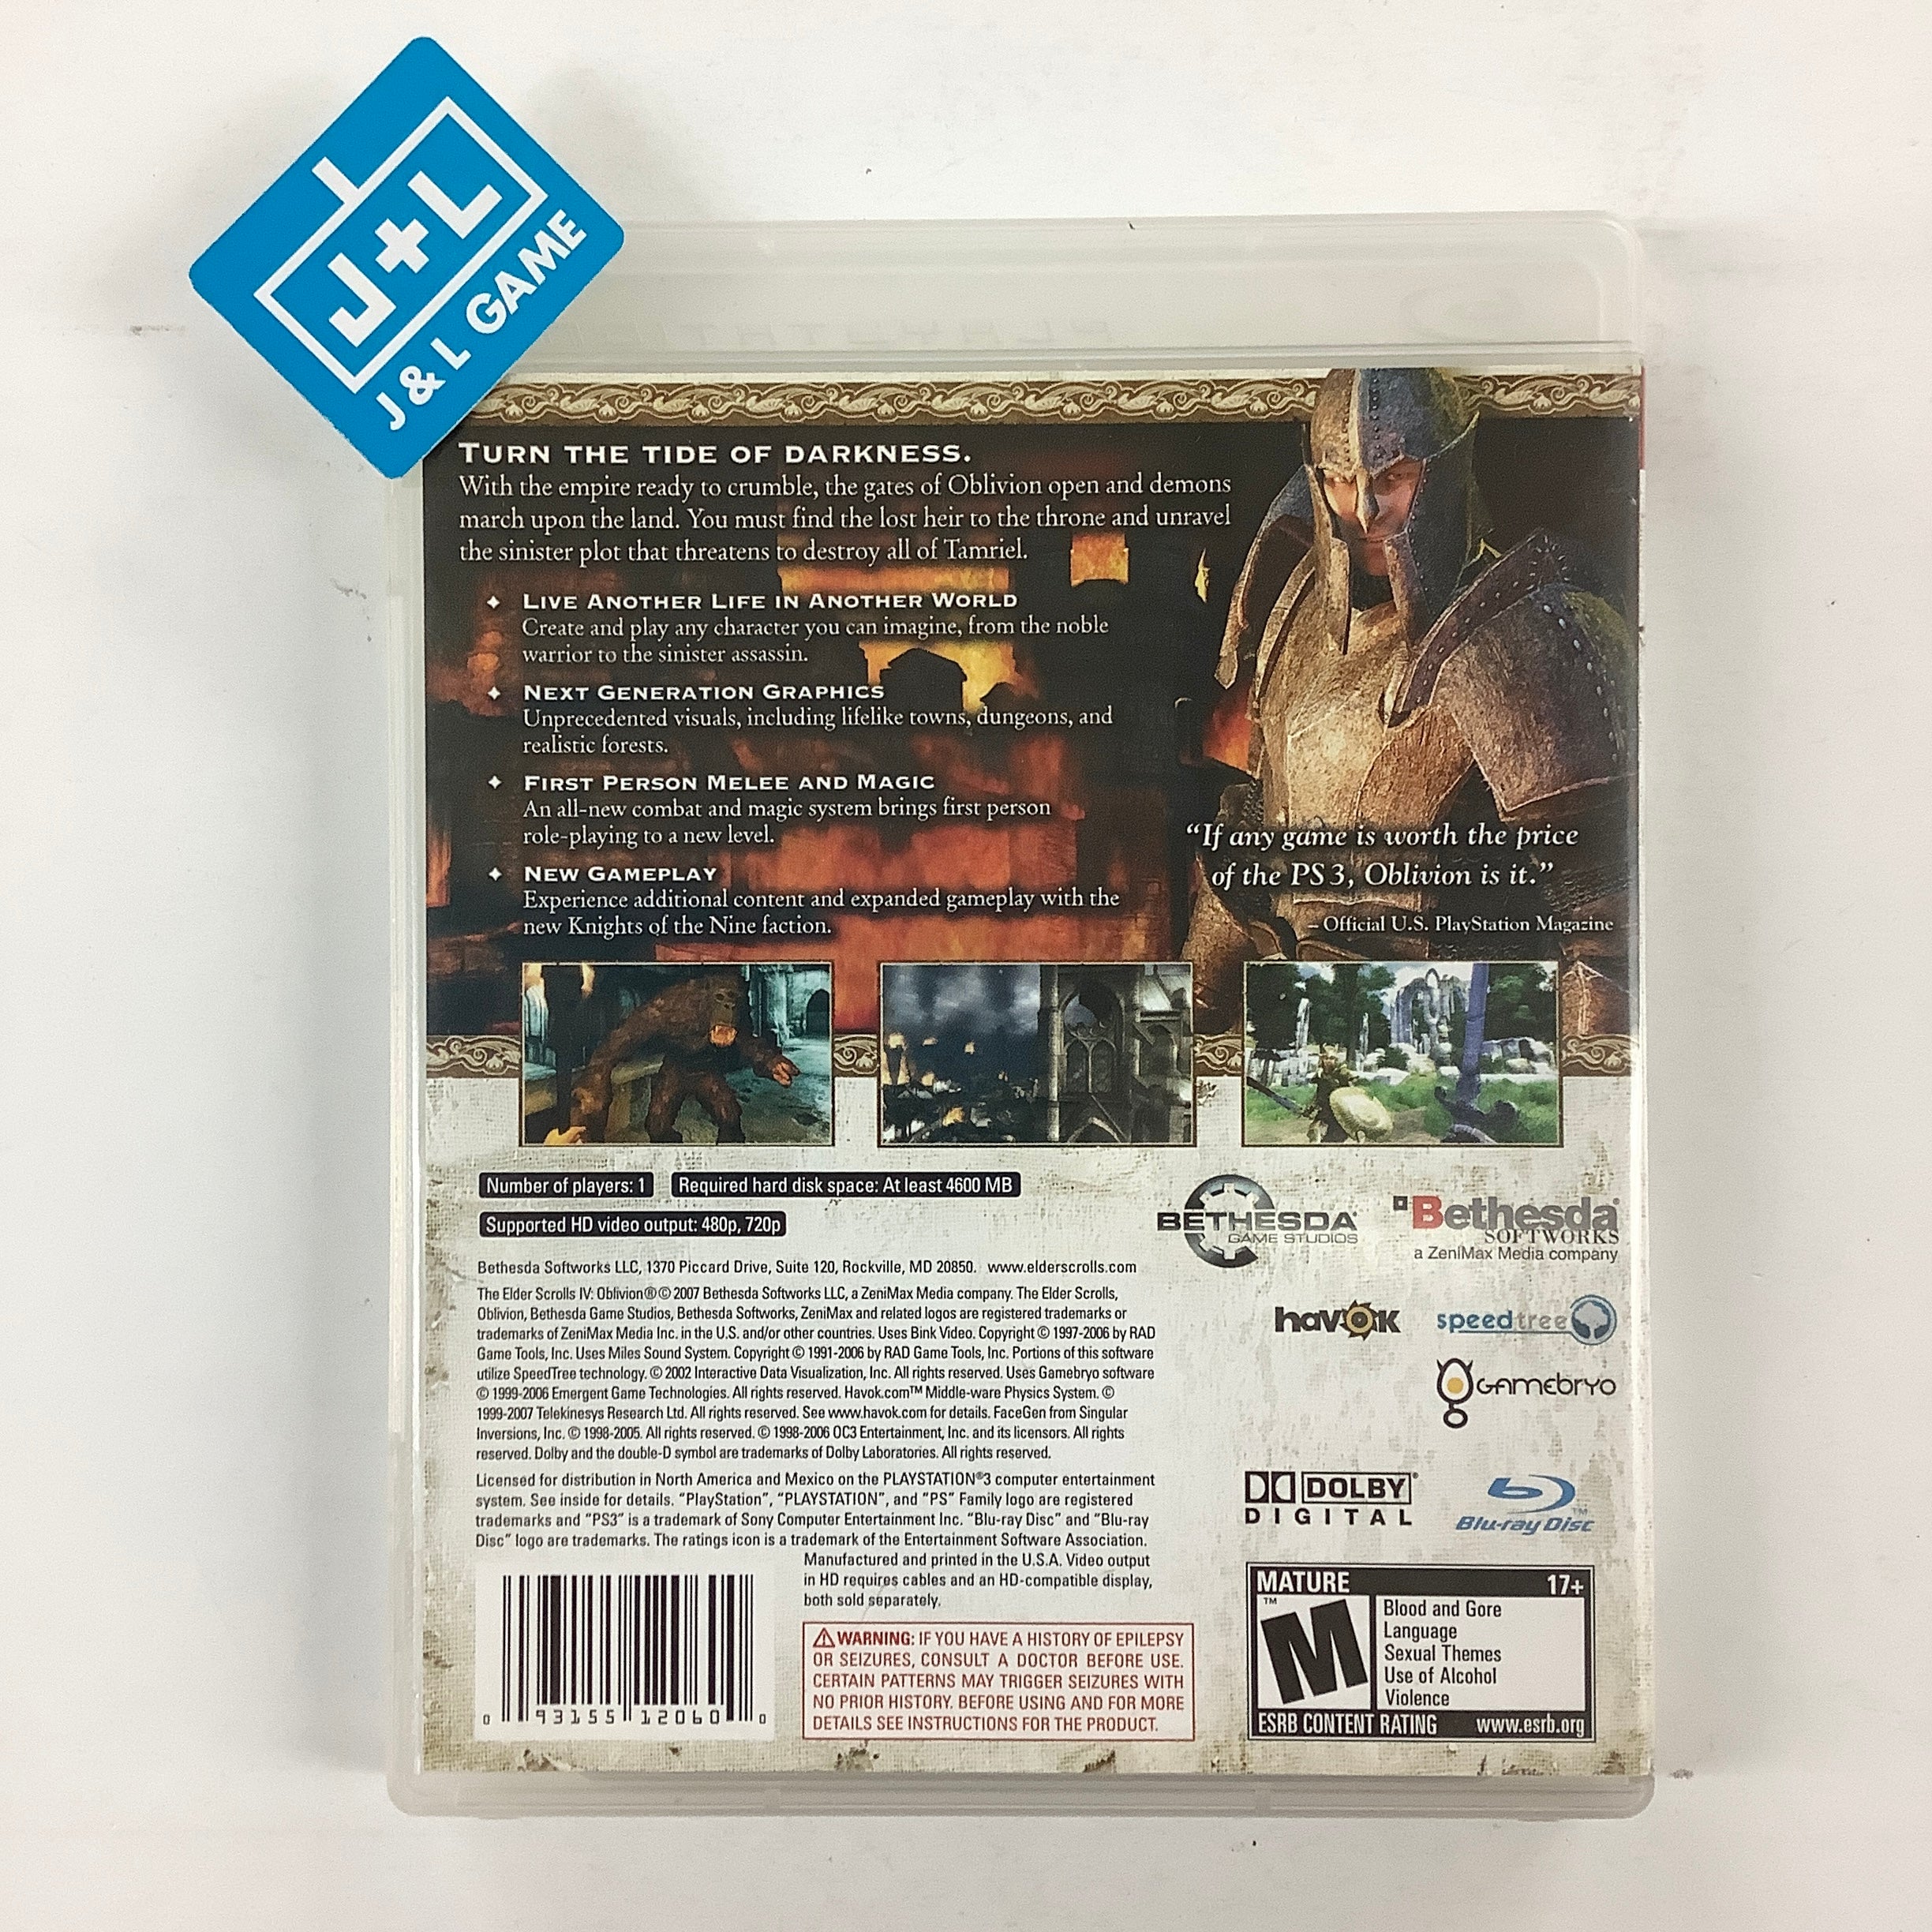 J+L
J & L GAME
TURN THE TIDE OF DARKNESS.
With the empire ready to crumble, the gates of Oblivion open and demons
march upon the land. You must find the lost heir to the throne and unravel
the sinister plot that threatens to destroy all of Tamriel.
LIVE ANOTHER LIFE IN ANOTHER WORLD
Create and play any character you can imagine, from the noble
warrior to the sinister assassin.
NEXT GENERATION GRAPHICS
Unprecedented visuals, including lifelike towns, dungeons, and
realistic forests.
FIRST PERSON MELEE AND MAGIC
An all-new combat and magic system brings first person
role-playing to a new level.
NEW GAMEPLAY
Experience additional content and expanded gameplay with the
new Knights of the Nine faction.
“If any game is worth the price
of the PS3, Oblivion is it.”
– Official U.S. PlayStation Magazine
Number of players: 1
Required hard disk space: At least 4600 MB
Supported HD video output: 480p, 720p
BETHESDA
GAME STUDIOS
Bethesda
SOFTWORKS
a ZeniMax Media company
Bethesda Softworks LLC, 1370 Piccard Drive, Suite 120, Rockville, MD 20850. www.elderscrolls.com
The Elder Scrolls IV: Oblivion® © 2007 Bethesda Softworks LLC, a ZeniMax Media company. The Elder Scrolls,
Oblivion, Bethesda Game Studios, Bethesda Softworks, ZeniMax and related logos are registered trademarks or
trademarks of ZeniMax Media Inc. in the U.S. and/or other countries. Uses Bink Video. Copyright © 1997-2006 by RAD
Game Tools, Inc. Uses Miles Sound System. Copyright © 1991-2006 by RAD Game Tools, Inc. Portions of this software
utilize SpeedTree technology. © 2002 Interactive Data Visualization, Inc. All rights reserved. Uses Gamebryo software
© 1999-2006 Emergent Game Technologies. All rights reserved. Havok.com™ Middle-ware Physics System. ©
1999-2007 Telekinesys Research Ltd. All rights reserved. See www.havok.com for details. FaceGen from Singular
Inversions, Inc. © 1998-2005. All rights reserved. © 1998-2006 OC3 Entertainment, Inc. and its licensors. All rights
reserved. Dolby and the double-D symbol are trademarks of Dolby Laboratories. All rights reserved.
havok
speedtree
GAMEBRYO
Licensed for distribution in North America and Mexico on the PLAYSTATION®3 computer entertainment
system. See inside for details. “PlayStation”, “PLAYSTATION”, and “PS” Family logo are registered
trademarks and “PS3” is a trademark of Sony Computer Entertainment Inc. “Blu-ray Disc” and “Blu-ray
Disc” logo are trademarks. The ratings icon is a trademark of the Entertainment Software Association.
Manufactured and printed in the U.S.A. Video output
in HD requires cables and an HD-compatible display,
both sold separately.
DOLBY®
DIGITAL
Blu-ray Disc™
0 93155 12060 0
WARNING: IF YOU HAVE A HISTORY OF EPILEPSY
OR SEIZURES, CONSULT A DOCTOR BEFORE USE.
CERTAIN PATTERNS MAY TRIGGER SEIZURES WITH
NO PRIOR HISTORY. BEFORE USING AND FOR MORE
DETAILS SEE INSTRUCTIONS FOR THE PRODUCT.
MATURE 17+
M™
Blood and Gore
Language
Sexual Themes
Use of Alcohol
Violence
ESRB CONTENT RATING www.esrb.org